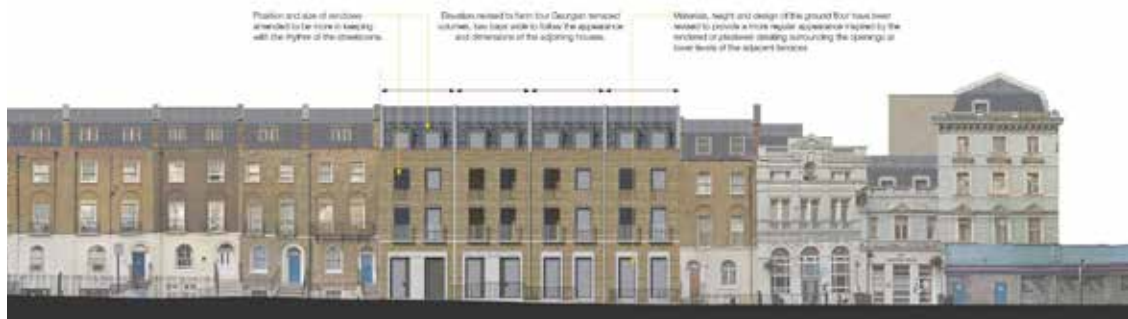 Position and size of windows
amended to be more in keeping
with the rhythm of the streetscene.
Elevation revised to form four Georgian terraced
volumes, two bays wide to follow the appearance
and dimensions of the adjoining houses.
Materials, height and design of the ground floor have been
revised to provide a more regular appearance inspired by the
rendered or plastered detailing surrounding the openings at
lower levels of the adjacent terraces.